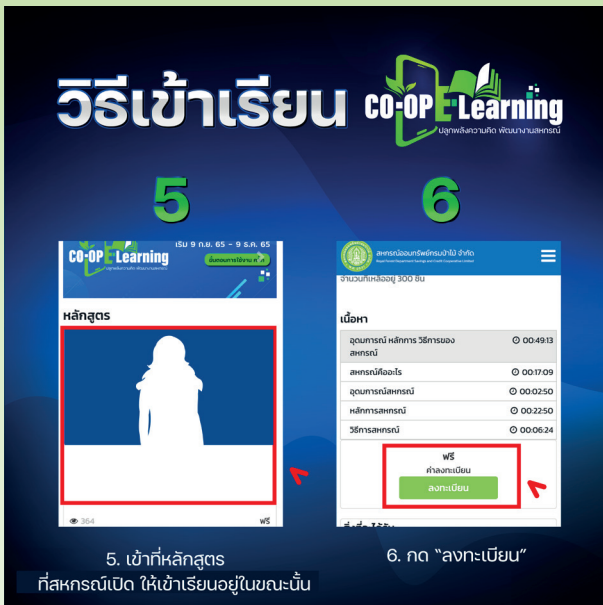 วิธีเข้าเรียน
CO-OP E-Learning
ปลุกพลังความคิด พัฒนางานสหกรณ์
5
เริ่ม 9 ก.ย. 65 - 9 ธ.ค. 65
CO-OP E-Learning
หลักสูตร
364
ฟรี
5. เข้าที่หลักสูตร
ที่สหกรณ์เปิด ให้เข้าเรียนอยู่ในขณะนั้น
6
สหกรณ์ออมทรัพย์กรมป่าไม้ จำกัด
Royal Forest Department Savings and Credit Cooperative Limited
จำนวนที่เหลืออยู่ 300 ชิ้น
เนื้อหา
อุดมการณ์ หลักการ วิธีการของ
สหกรณ์
00:49:13
สหกรณ์คืออะไร 00:17:09
อุดมการณ์สหกรณ์ 00:02:50
หลักการสหกรณ์ 00:22:50
วิธีการสหกรณ์ 00:06:24
ฟรี
ค่าลงทะเบียน
ลงทะเบียน
6. กด “ลงทะเบียน”